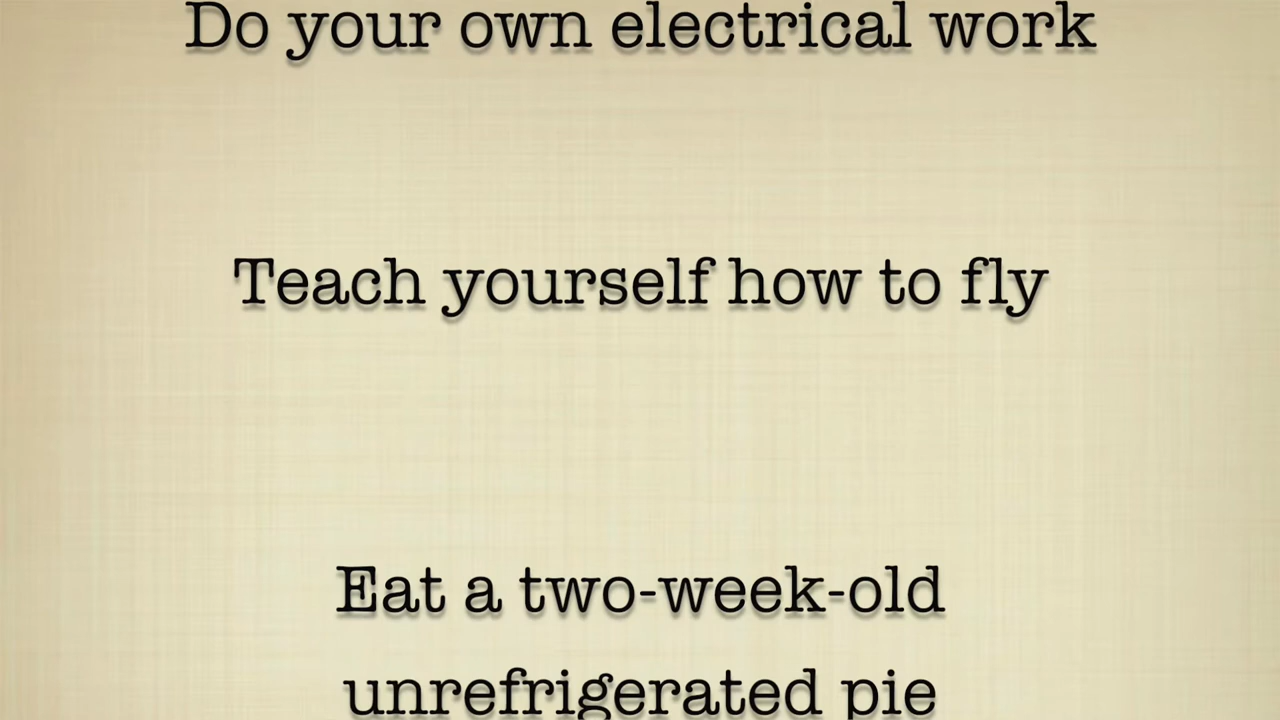 Do your own electrical work
Teach yourself how to fly
Eat a two-week-old
unrefrigerated pie